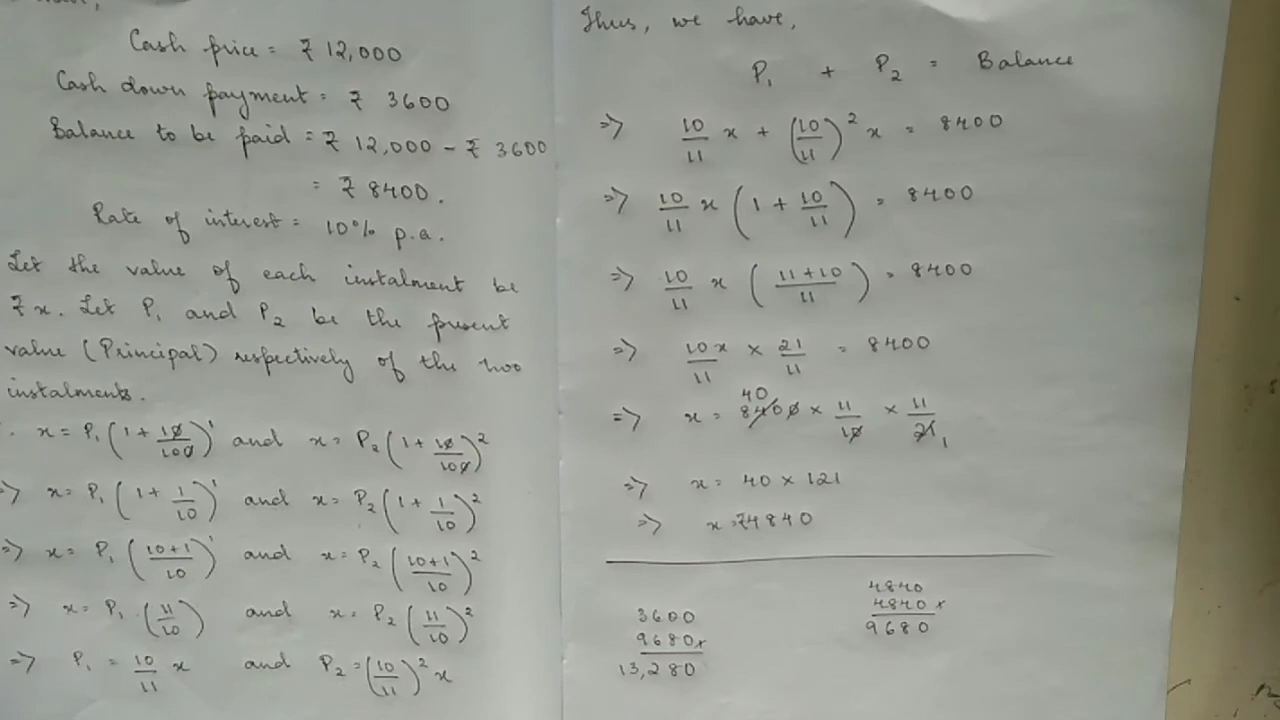 Cash price = ₹ 12,000
Cash down payment = ₹ 3600
Balance to be paid = ₹ 12,000 - ₹ 3600
= ₹ 8400.
Rate of interest = 10% p.a.
Let the value of each instalment be
₹ x. Let P₁ and P₂ be the present
value (Principal) respectively of the two
instalments.
x = P₁ (1 + 10/100)¹ and x = P₂ (1 + 10/100)²
=> x = P₁ (1 + 1/10)¹ and x = P₂ (1 + 1/10)²
=> x = P₁ ((10+1)/10)¹ and x = P₂ ((10+1)/10)²
=> x = P₁ (11/10) and x = P₂ (11/10)²
=> P₁ = 10/11 x and P₂ = (10/11)² x
Thus, we have,
P₁ + P₂ = Balance
=> 10/11 x + (10/11)² x = 8400
=> 10/11 x (1 + 10/11) = 8400
=> 10/11 x ((11+10)/11) = 8400
=> 10x/11 × 21/11 = 8400
40
=> x = 8400 × 11/10 × 11/21 1
=> x = 40 × 121
=> x = ₹4840
3600
9680 x
13,280
4840
4840 x
9680